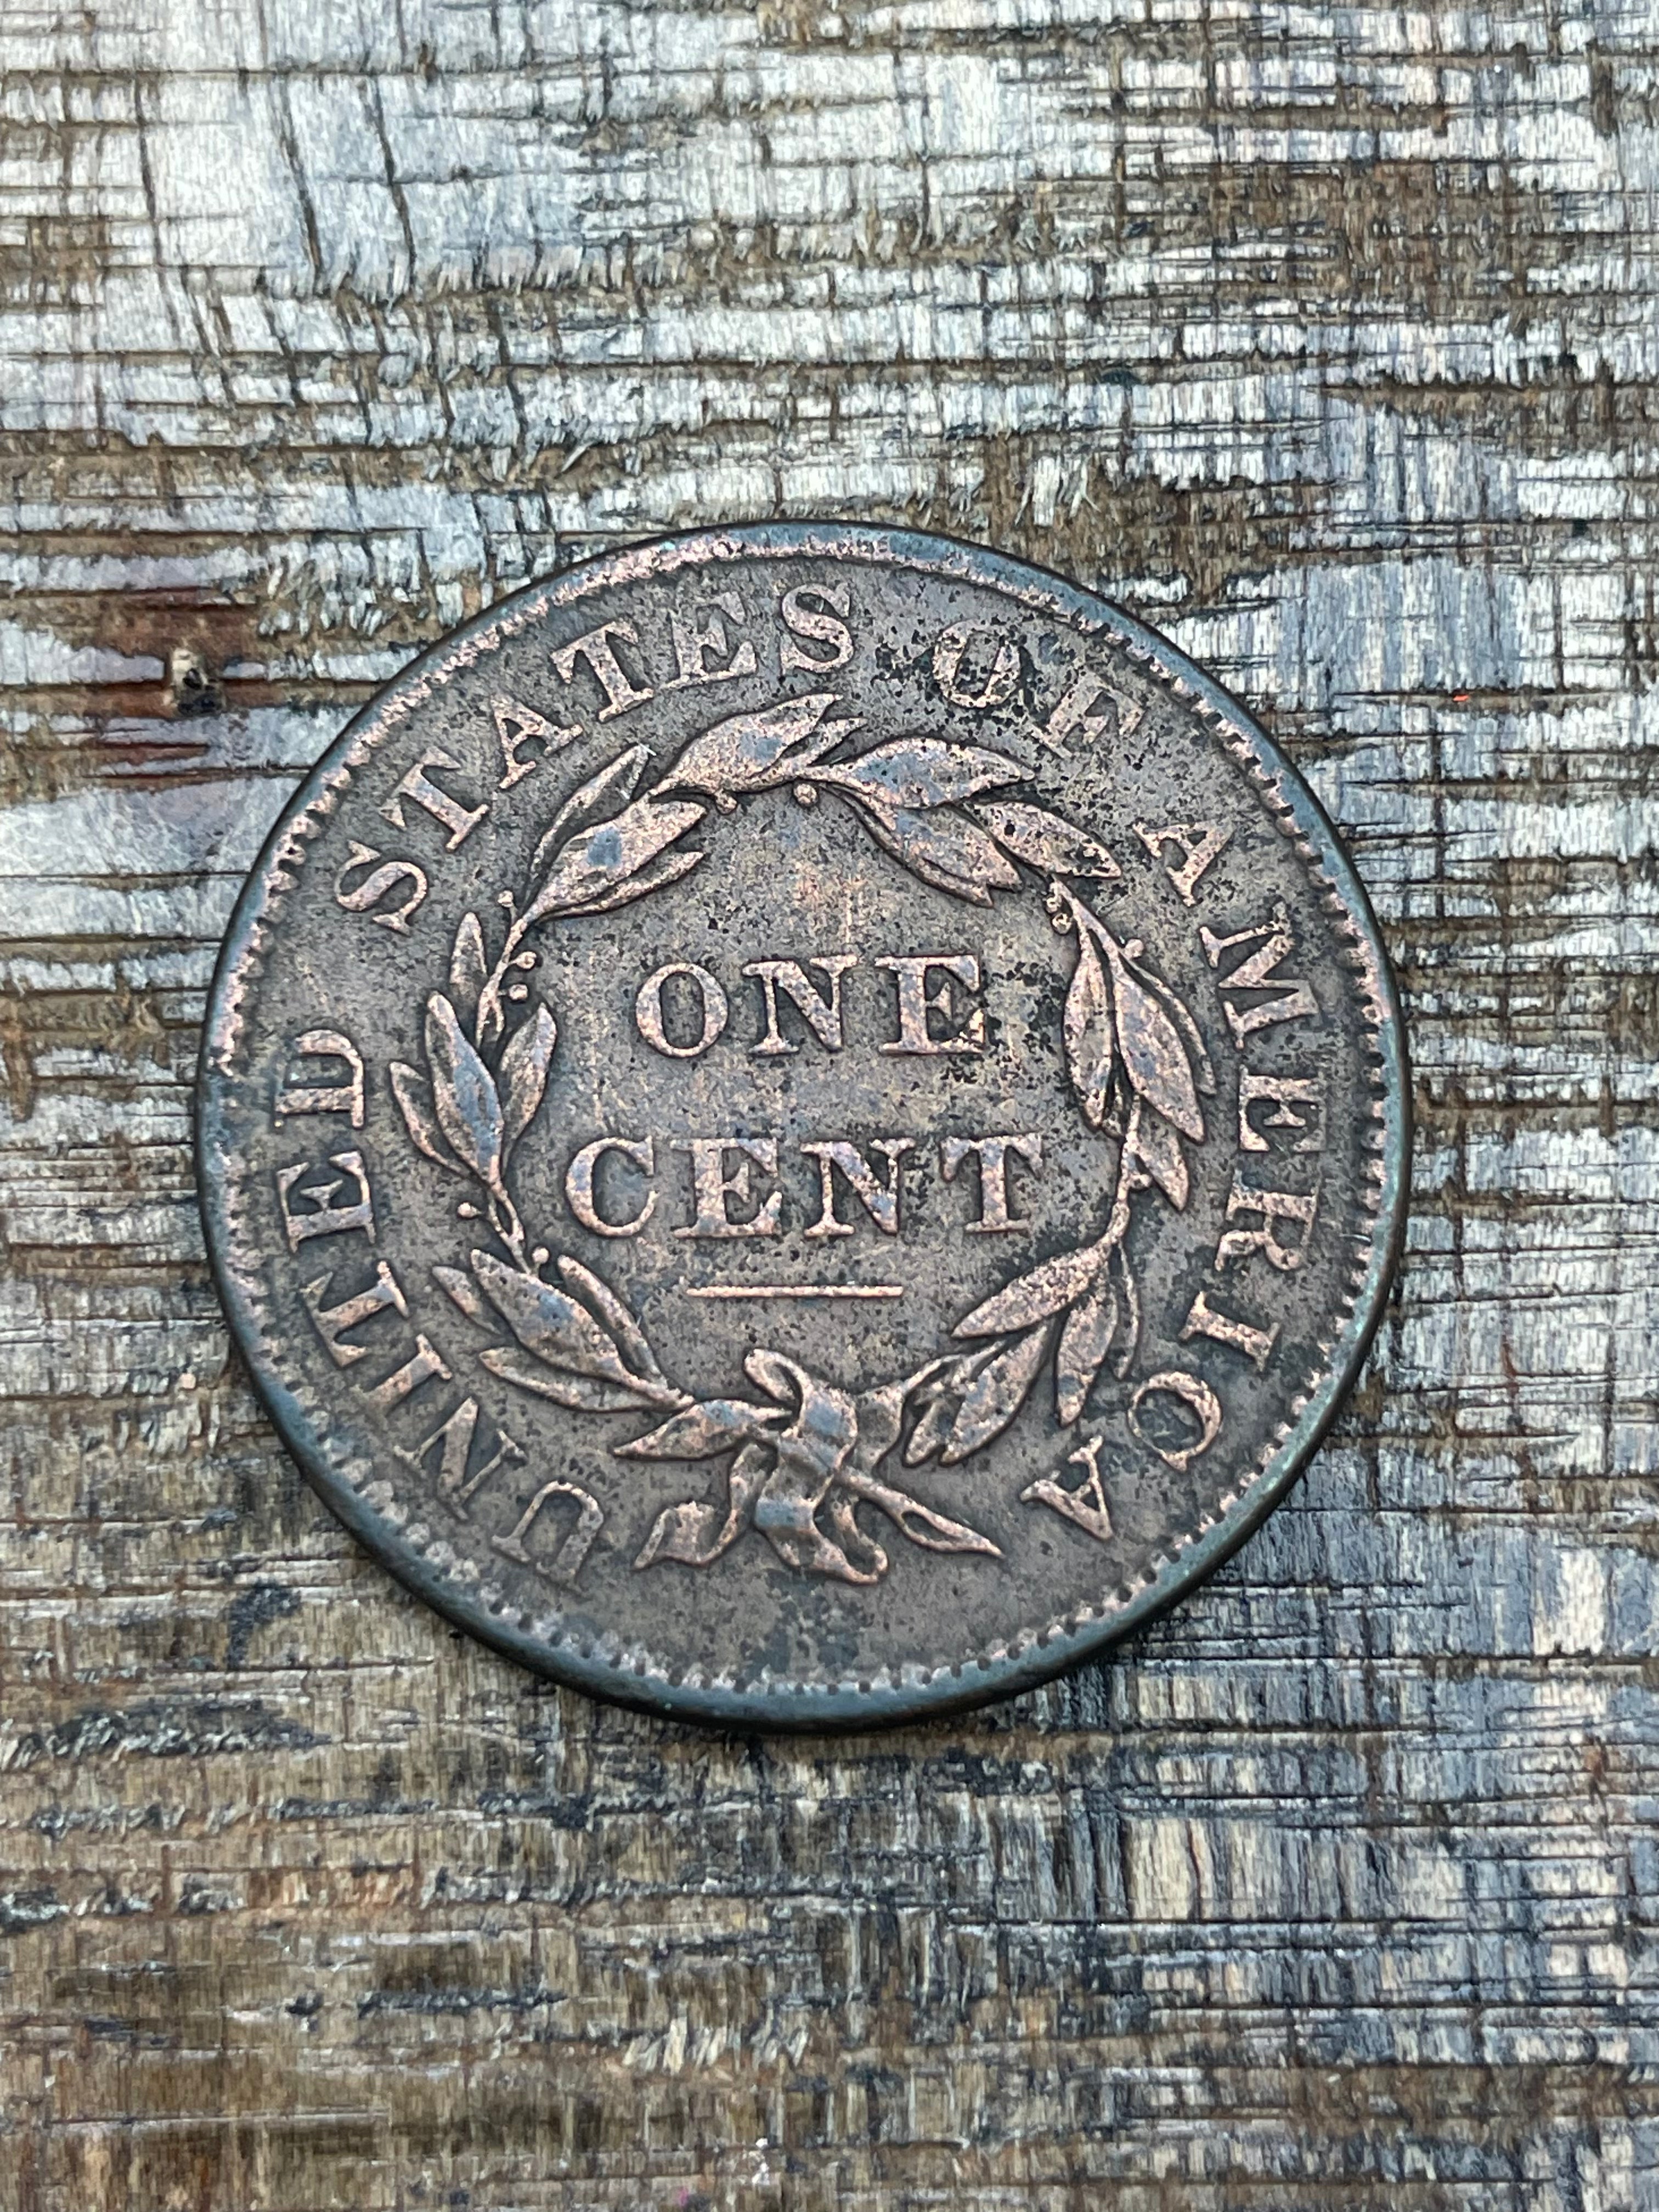 UNITED STATES OF AMERICA
ONE
CENT